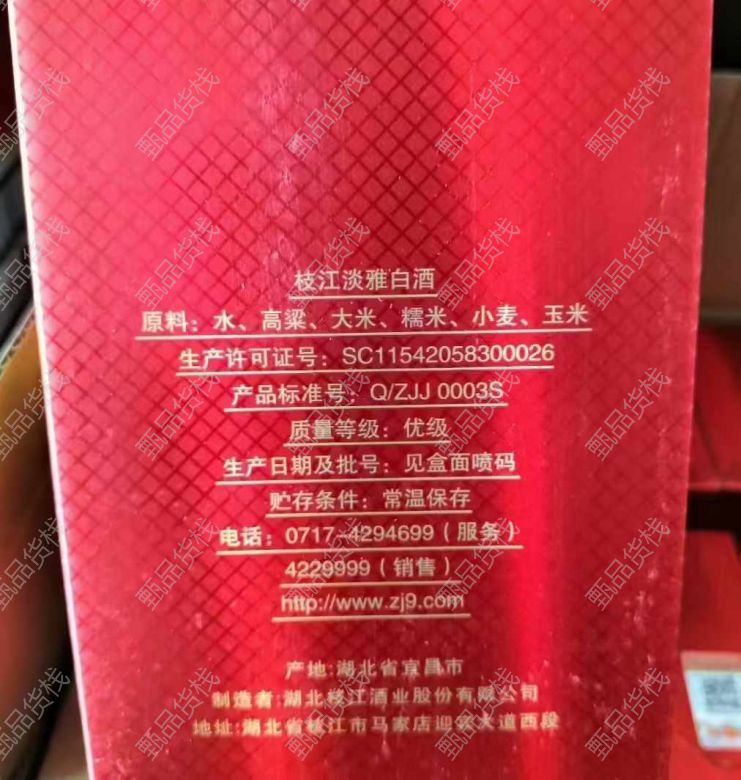 枝江淡雅白酒
原料：水、高粱、大米、糯米、小麦、玉米
生产许可证号：SC11542058300026
产品标准号：Q/ZJJ 0003S
质量等级：优级
生产日期及批号：见盒面喷码
贮存条件：常温保存
电话：0717-4294699（服务）
4229999（销售）
http://www.zj9.com
产地:湖北省宜昌市
制造者:湖北枝江酒业股份有限公司
地址:湖北省枝江市马家店迎宾大道西段
甄品货栈